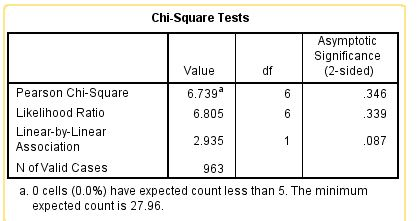 Chi-Square Tests
Value df Asymptotic Significance (2-sided)
Pearson Chi-Square 6.739a 6 .346
Likelihood Ratio 6.805 6 .339
Linear-by-Linear Association 2.935 1 .087
N of Valid Cases 963
a. 0 cells (0.0%) have expected count less than 5. The minimum
expected count is 27.96.